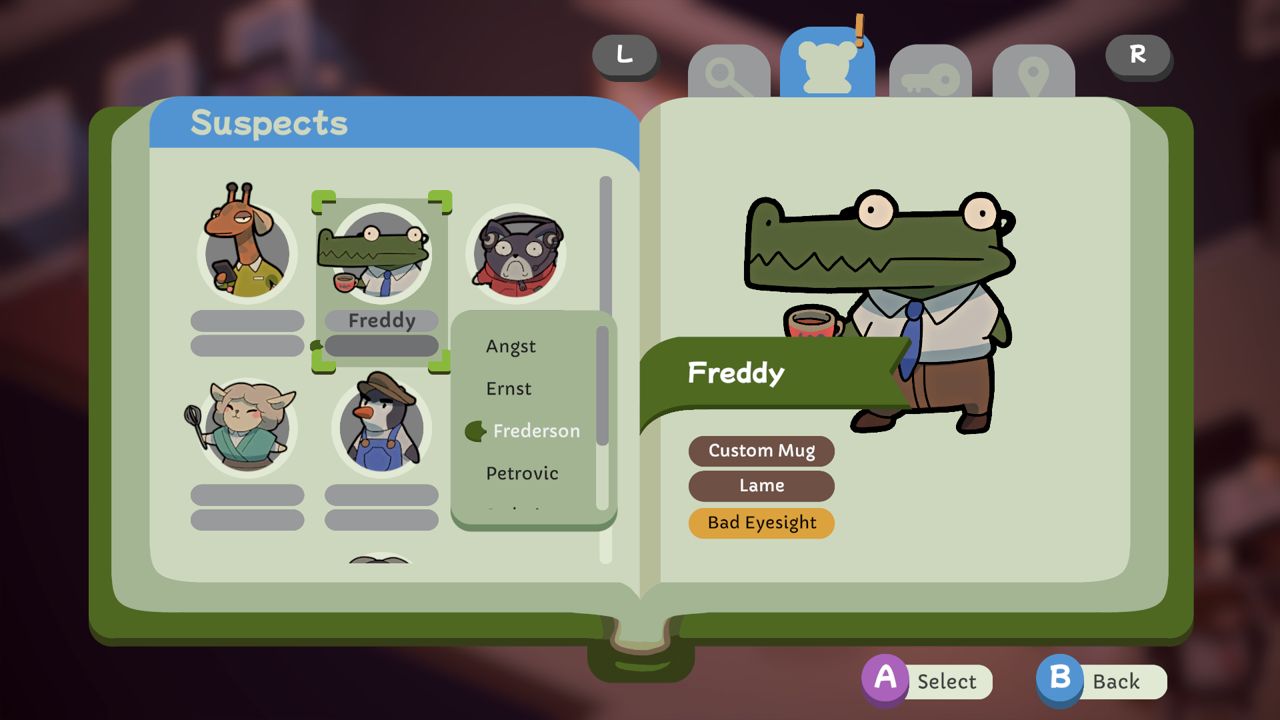 L
!
R
Suspects
Freddy
Angst
Ernst
Frederson
Petrovic
Freddy
Custom Mug
Lame
Bad Eyesight
A Select
B Back